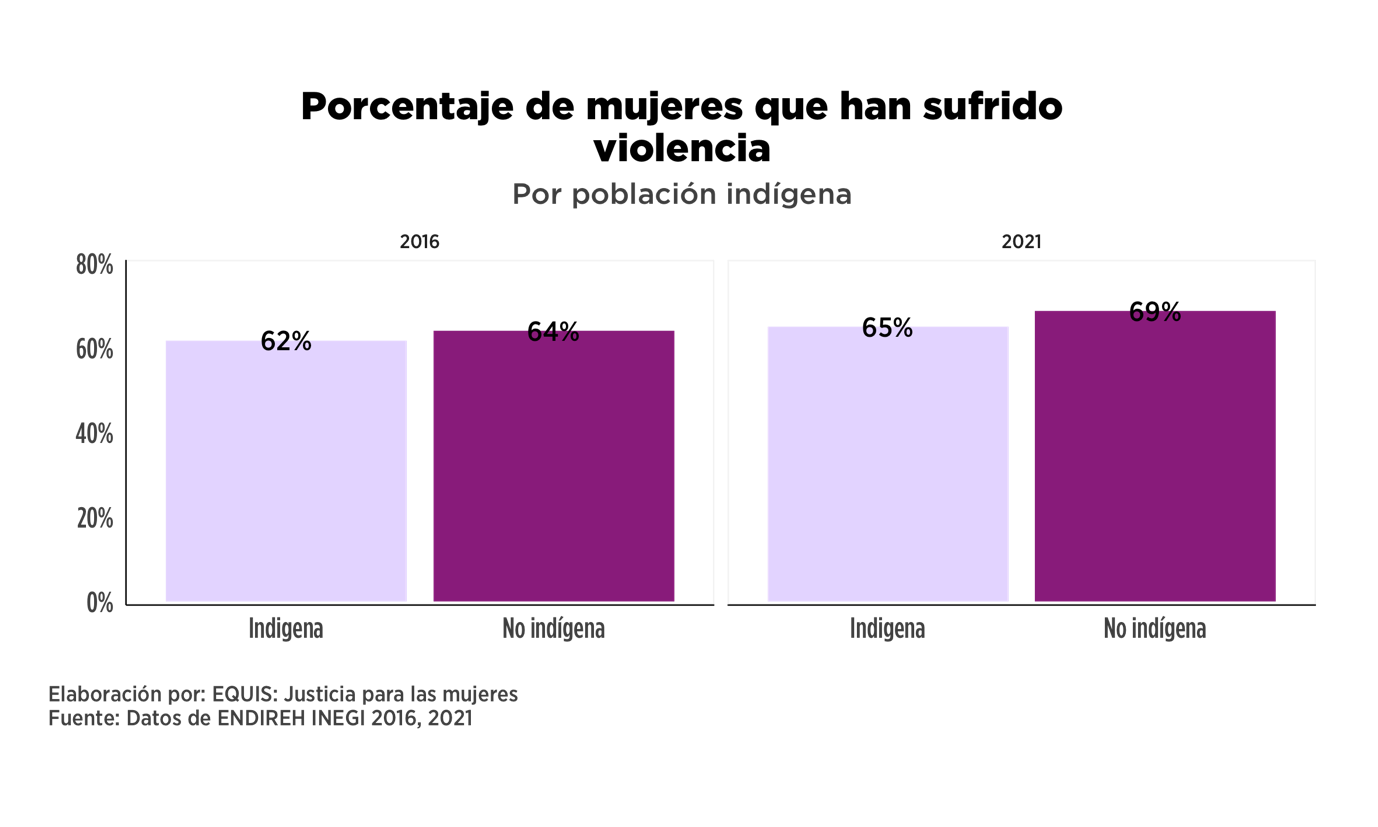 Porcentaje de mujeres que han sufrido
violencia
Por población indígena
2016
2021
80%
60%
40%
20%
0%
62%
64%
65%
69%
Indigena
No indígena
Indigena
No indígena
Elaboración por: EQUIS: Justicia para las mujeres
Fuente: Datos de ENDIREH INEGI 2016, 2021